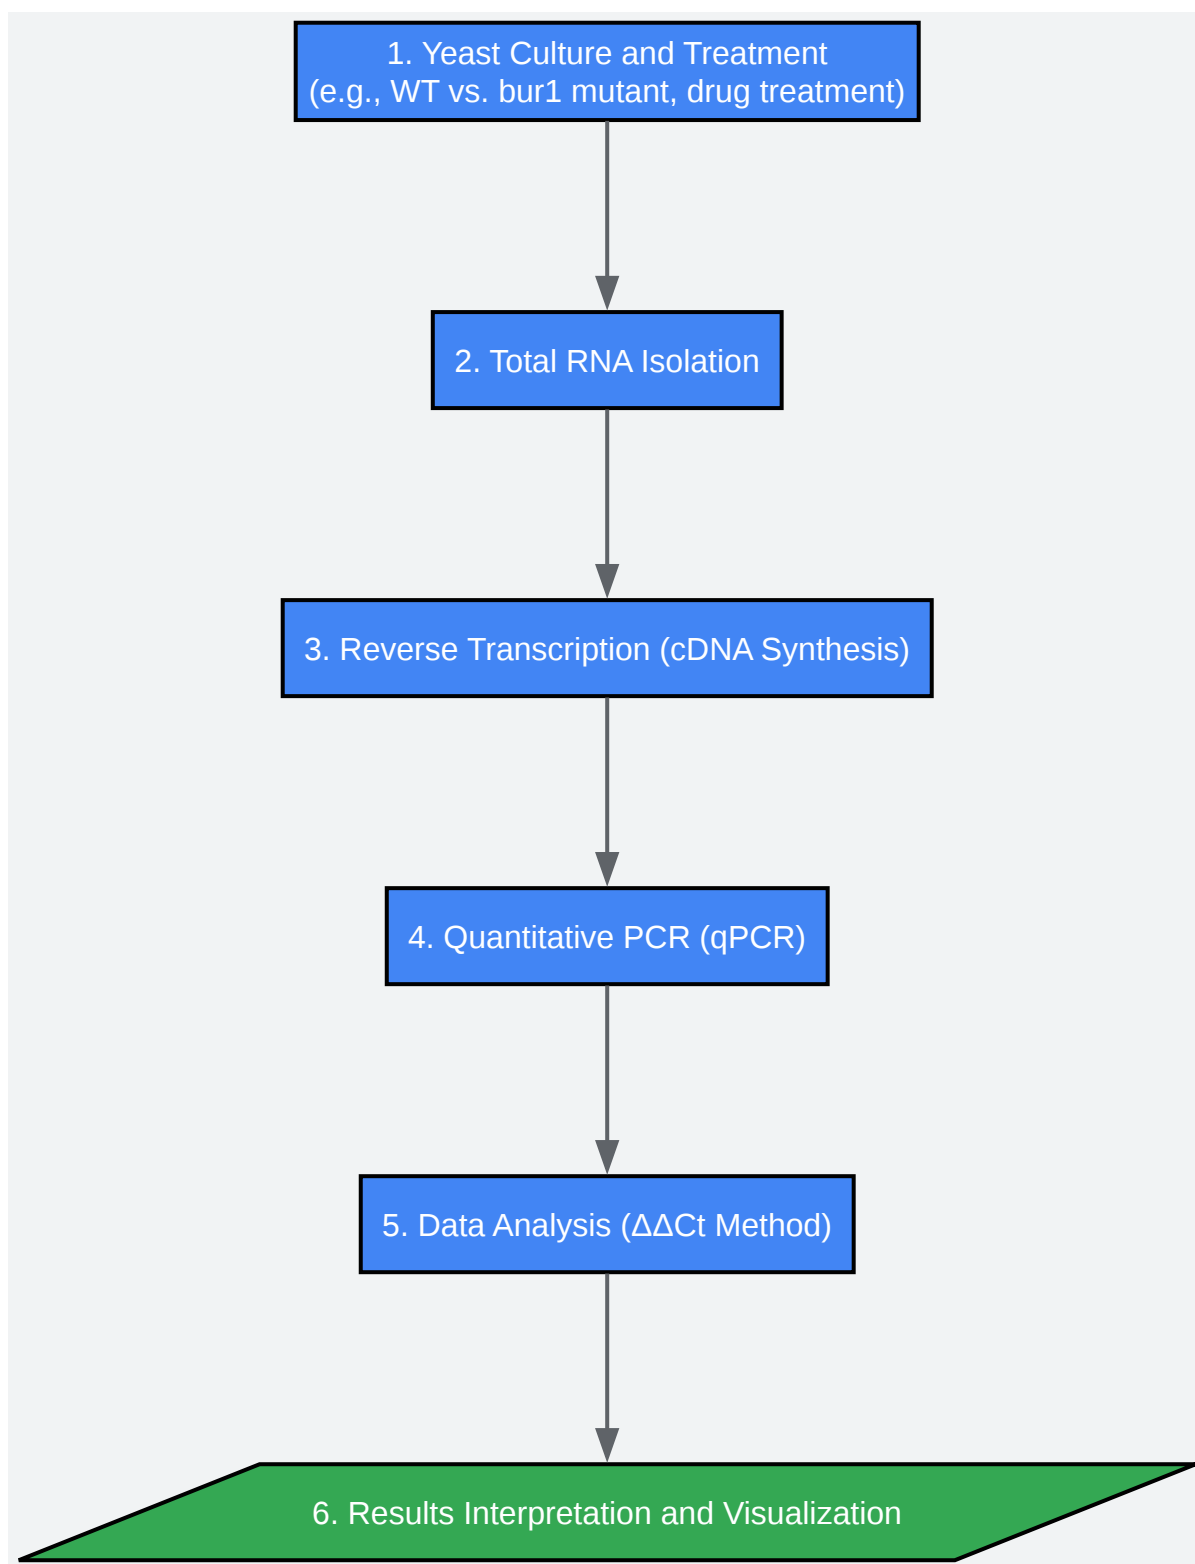 1. Yeast Culture and Treatment
(e.g., WT vs. bur1 mutant, drug treatment)
2. Total RNA Isolation
3. Reverse Transcription (cDNA Synthesis)
4. Quantitative PCR (qPCR)
5. Data Analysis (ΔΔCt Method)
6. Results Interpretation and Visualization